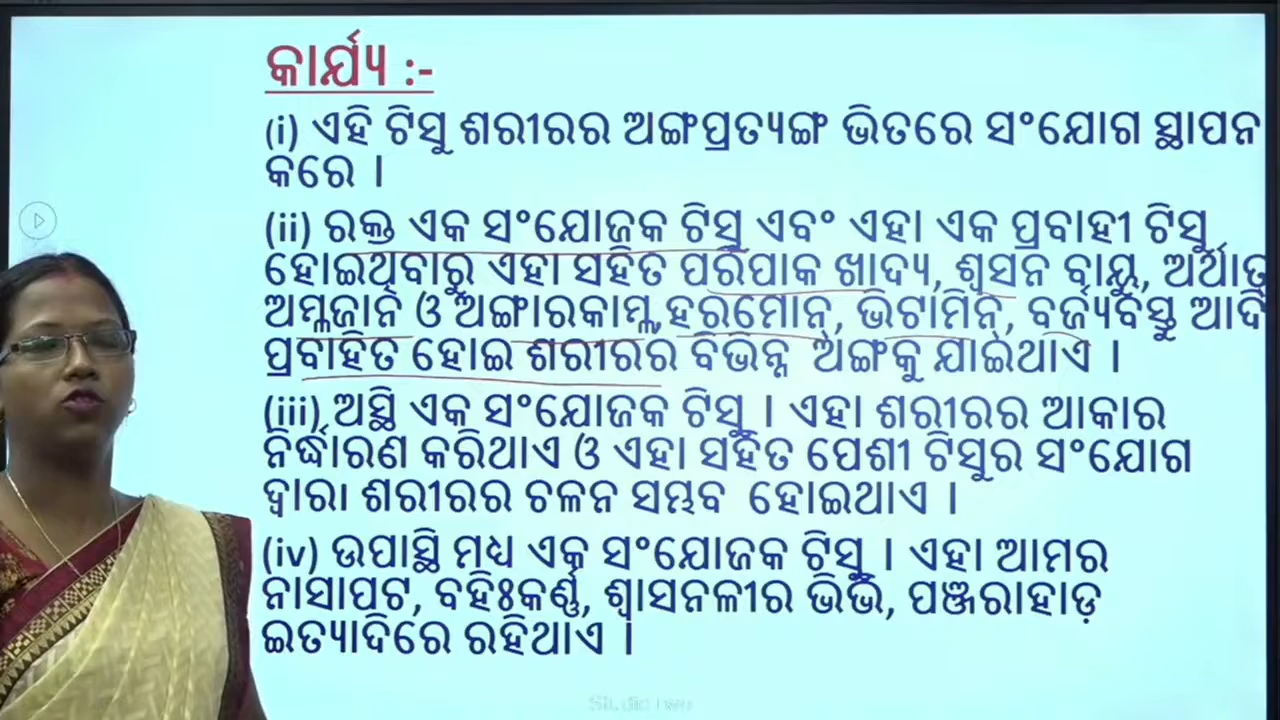 କାର୍ଯ୍ୟ :-
(i) ଏହି ଟିସୁ ଶରୀରର ଅଙ୍ଗପ୍ରତ୍ୟଙ୍ଗ ଭିତରେ ସଂଯୋଗ ସ୍ଥାପନ
କରେ ।
(ii) ରକ୍ତ ଏକ ସଂଯୋଜକ ଟିସୁ ଏବଂ ଏହା ଏକ ପ୍ରବାହୀ ଟିସୁ
ହୋଇଥିବାରୁ ଏହା ସହିତ ପରିପାକ ଖାଦ୍ୟ, ଶ୍ୱସନ ବାୟୁ, ଅର୍ଥାତ୍
ଅମ୍ଳଜାନ ଓ ଅଙ୍ଗାରକାମ୍ଳ,ହରମୋନ୍, ଭିଟାମିନ୍, ବର୍ଜ୍ୟବସ୍ତୁ ଆଦି
ପ୍ରବାହିତ ହୋଇ ଶରୀରର ବିଭିନ୍ନ ଅଙ୍ଗକୁ ଯାଇଥାଏ ।
(iii) ଅସ୍ଥି ଏକ ସଂଯୋଜକ ଟିସୁ । ଏହା ଶରୀରର ଆକାର
ନିର୍ଦ୍ଧାରଣ କରିଥାଏ ଓ ଏହା ସହିତ ପେଶୀ ଟିସୁର ସଂଯୋଗ
ଦ୍ୱାରା ଶରୀରର ଚଳନ ସମ୍ଭବ ହୋଇଥାଏ ।
(iv) ଉପାସ୍ଥି ମଧ୍ୟ ଏକ ସଂଯୋଜକ ଟିସୁ । ଏହା ଆମର
ନାସାପଟ, ବହିଃକର୍ଣ୍ଣ, ଶ୍ୱାସନଳୀର ଭିଭି, ପଞ୍ଜରାହାଡ଼
ଇତ୍ୟାଦିରେ ରହିଥାଏ ।